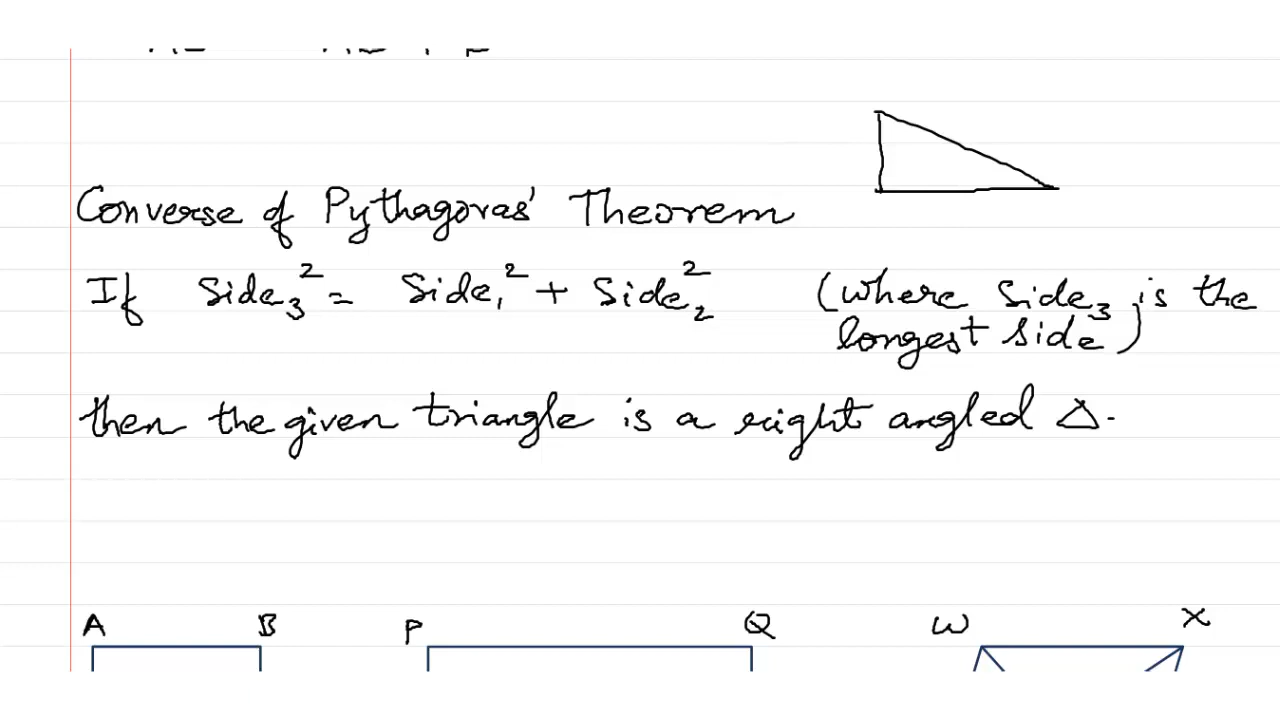 Converse of Pythagoras' Theorem
If Side₃² = Side₁² + Side₂² (where Side₃ is the
longest side)
then the given triangle is a right angled Δ.
A B P Q W X